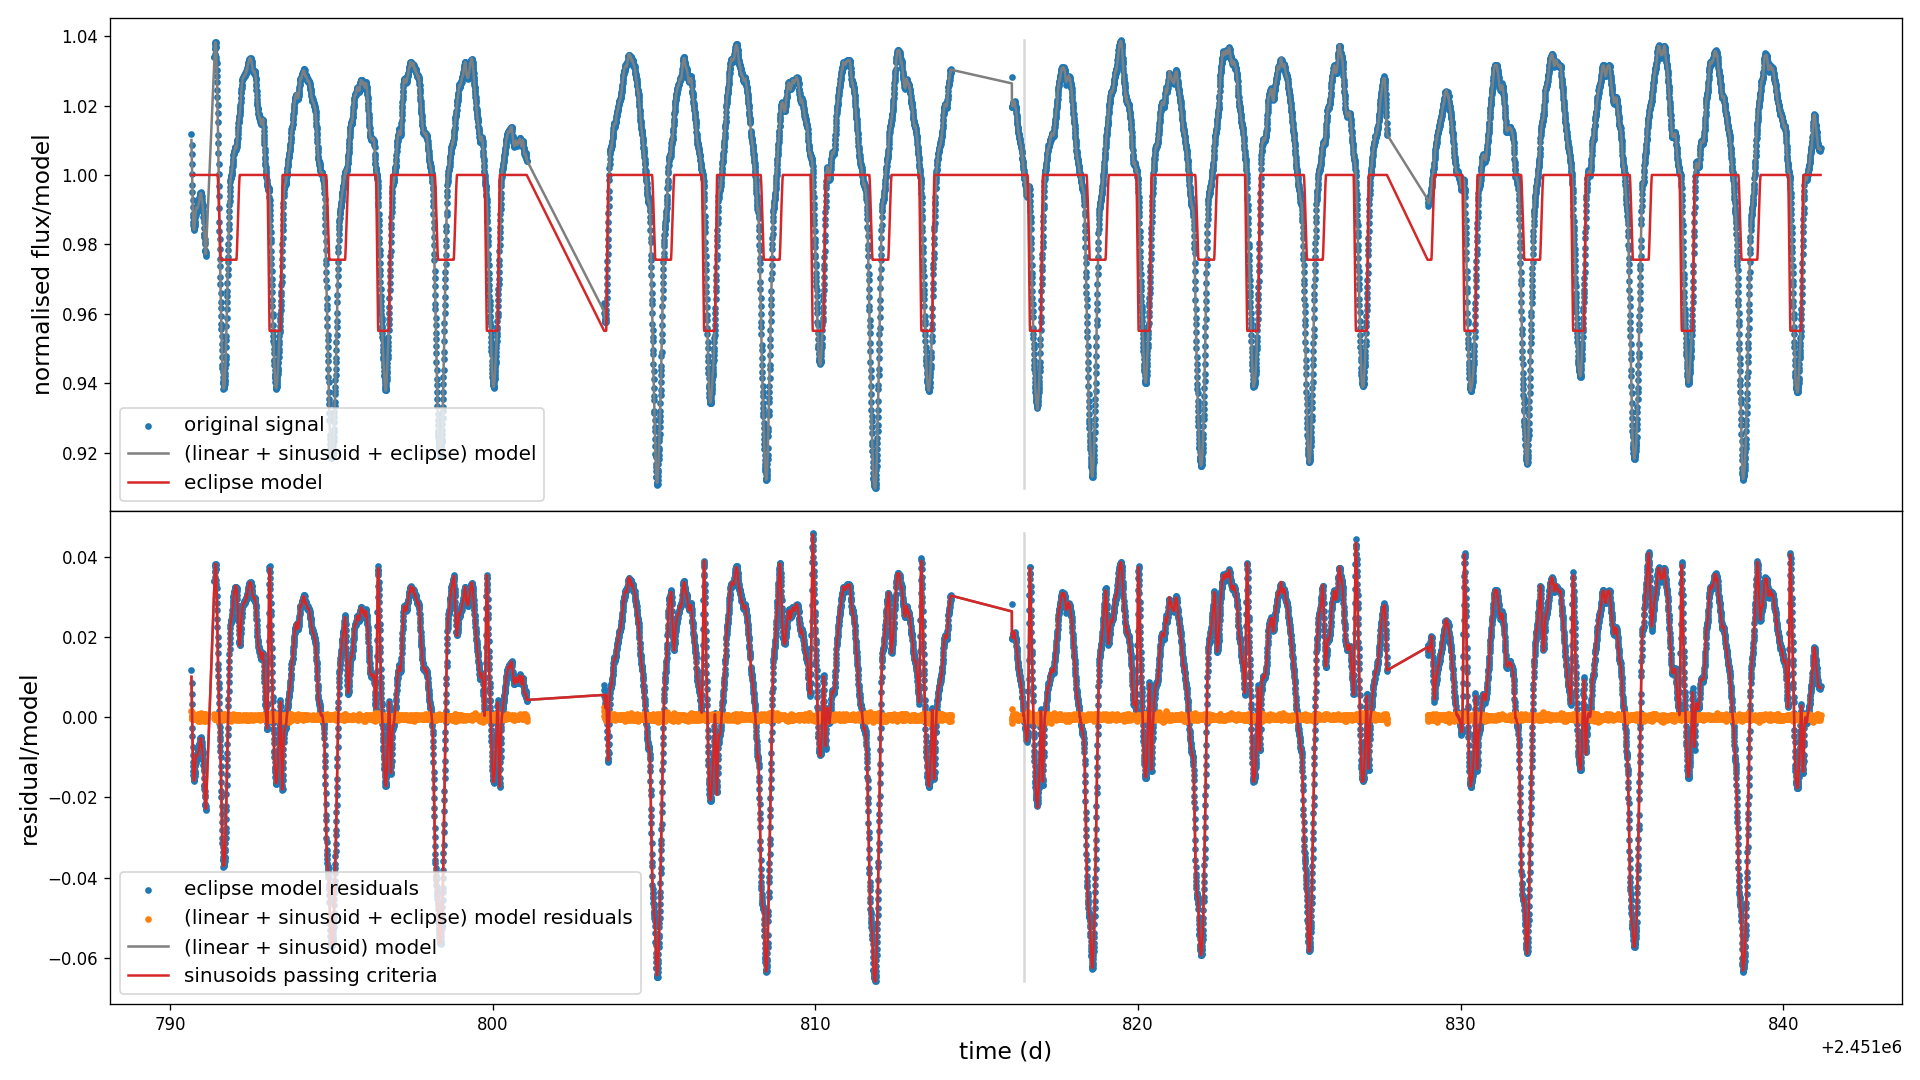 1.04
1.02
1.00
0.98
0.96
0.94
0.92
normalised flux/model
original signal
(linear + sinusoid + eclipse) model
eclipse model
0.04
0.02
0.00
−0.02
−0.04
−0.06
residual/model
eclipse model residuals
(linear + sinusoid + eclipse) model residuals
(linear + sinusoid) model
sinusoids passing criteria
790 800 810 820 830 840
time (d)
+2.451e6